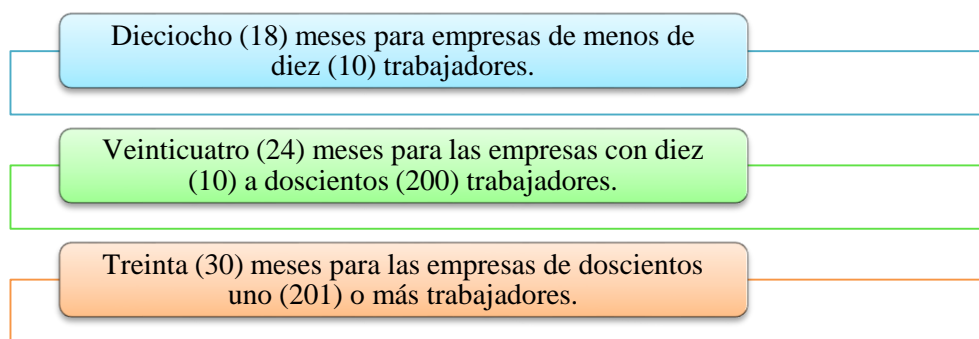 Dieciocho (18) meses para empresas de menos de
diez (10) trabajadores.
Veinticuatro (24) meses para las empresas con diez
(10) a doscientos (200) trabajadores.
Treinta (30) meses para las empresas de doscientos
uno (201) o más trabajadores.